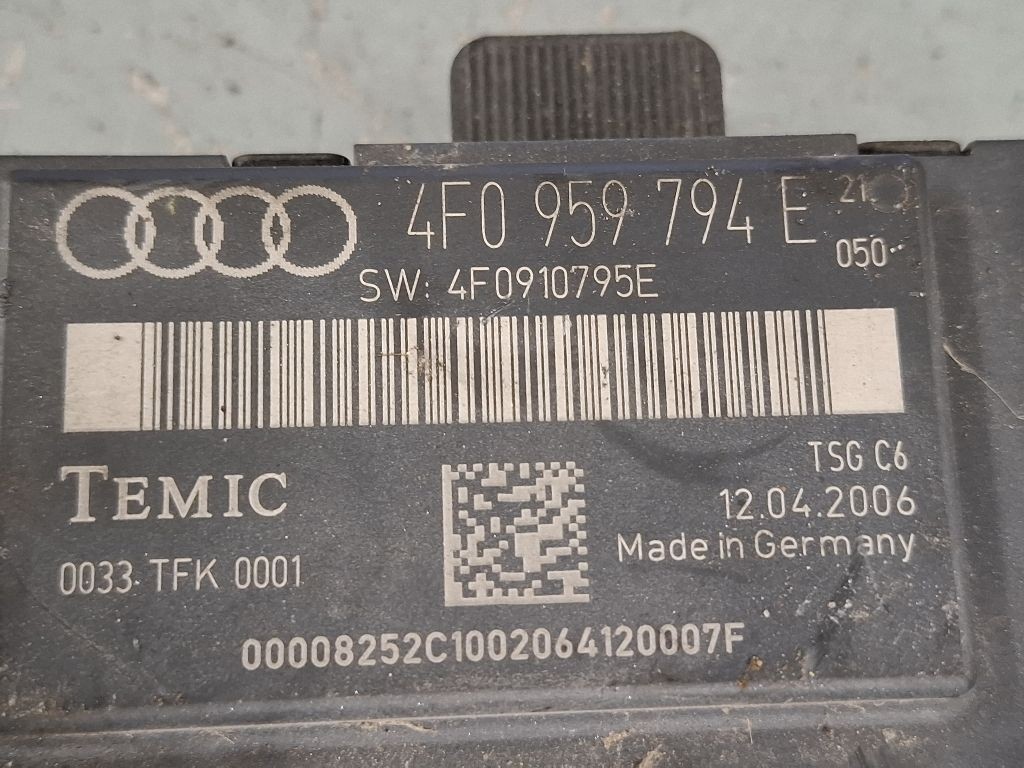 4F0 959 794 E 21
050
SW: 4F0910795E
TEMIC
TSG C6
12.04.2006
Made in Germany
0033 TFK 0001
00008252C1002064120007F